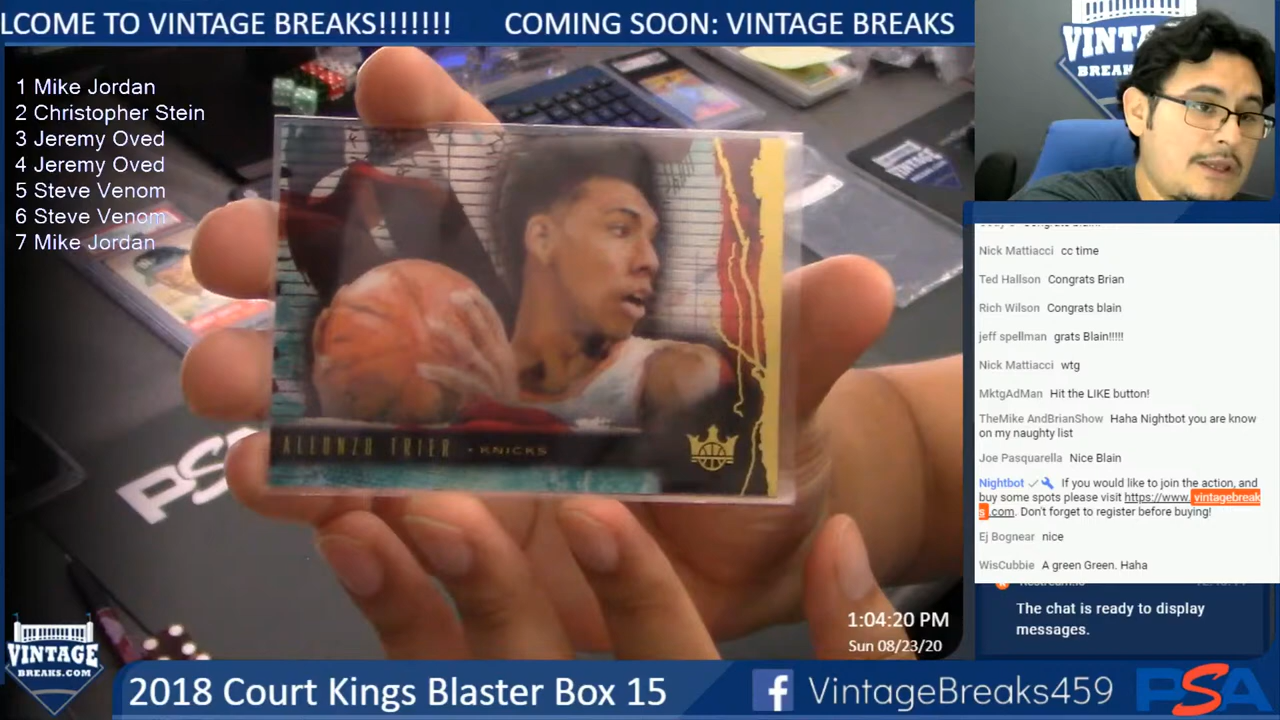 LCOME TO VINTAGE BREAKS!!!!!!! COMING SOON: VINTAGE BREAKS
1 Mike Jordan
2 Christopher Stein
3 Jeremy Oved
4 Jeremy Oved
5 Steve Venom
6 Steve Venom
7 Mike Jordan
ALLONZO TRIER • KNICKS
PSA
VINTAGE
BREAKS
Nick Mattiacci cc time
Ted Hallson Congrats Brian
Rich Wilson Congrats blain
jeff spellman grats Blain!!!!!
Nick Mattiacci wtg
MktgAdMan Hit the LIKE button!
TheMike AndBrianShow Haha Nightbot you are know
on my naughty list
Joe Pasquarella Nice Blain
Nightbot If you would like to join the action, and
buy some spots please visit https://www.vintagebreak
s.com. Don't forget to register before buying!
Ej Bognear nice
WisCubbie A green Green. Haha
The chat is ready to display
messages.
1:04:20 PM
Sun 08/23/20
VINTAGE
BREAKS.COM
2018 Court Kings Blaster Box 15 f VintageBreaks459 PSA